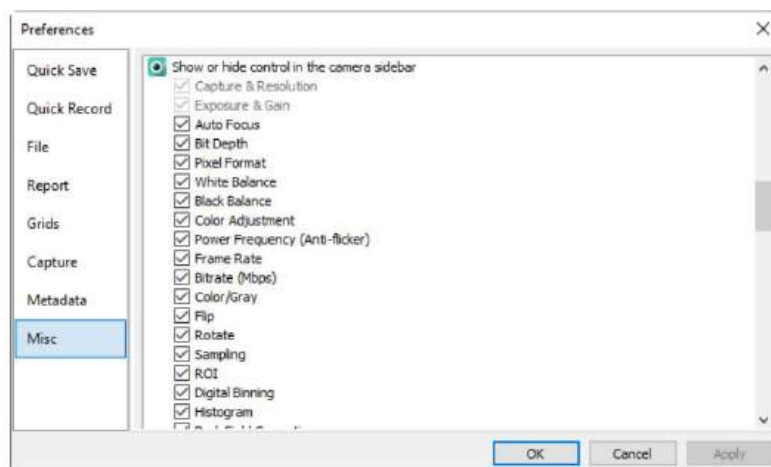 Preferences
Quick Save
Quick Record
File
Report
Grids
Capture
Metadata
Misc
Show or hide control in the camera sidebar
Capture & Resolution
Exposure & Gain
Auto Focus
Bit Depth
Pixel Format
White Balance
Black Balance
Color Adjustment
Power Frequency (Anti-flicker)
Frame Rate
Bitrate (Mbps)
Color/Gray
Flip
Rotate
Sampling
ROI
Digital Binning
Histogram
OK
Cancel
Apply